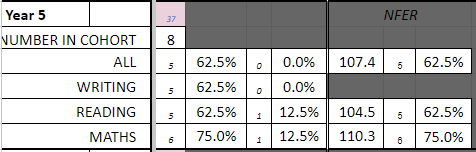 Year 5 37 NFER
NUMBER IN COHORT 8
ALL 5 62.5% 0 0.0% 107.4 5 62.5%
WRITING 5 62.5% 0 0.0%
READING 5 62.5% 1 12.5% 104.5 5 62.5%
MATHS 6 75.0% 1 12.5% 110.3 6 75.0%